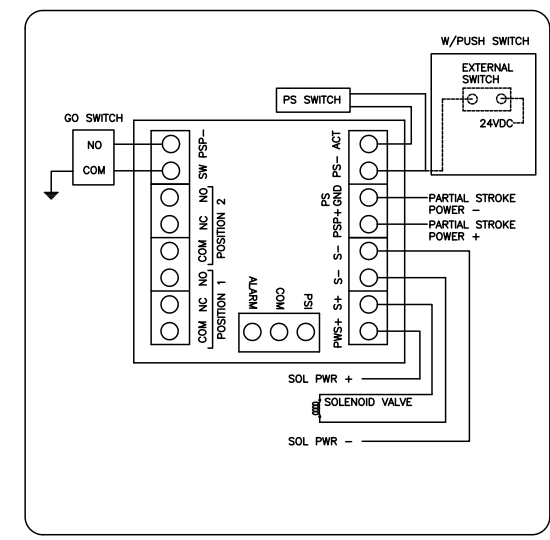 W/PUSH SWITCH
EXTERNAL
SWITCH
24VDC
PS SWITCH
GO SWITCH
NO
COM
PSP-
SW
NO
NC
COM
POSITION 2
NO
NC
COM
POSITION 1
ALARM
COM
PSI
ACT
PS-
PS
GND
PSP+
S-
S-
S+
PWS+
PARTIAL STROKE
POWER -
PARTIAL STROKE
POWER +
SOL PWR +
SOLENOID VALVE
SOL PWR -